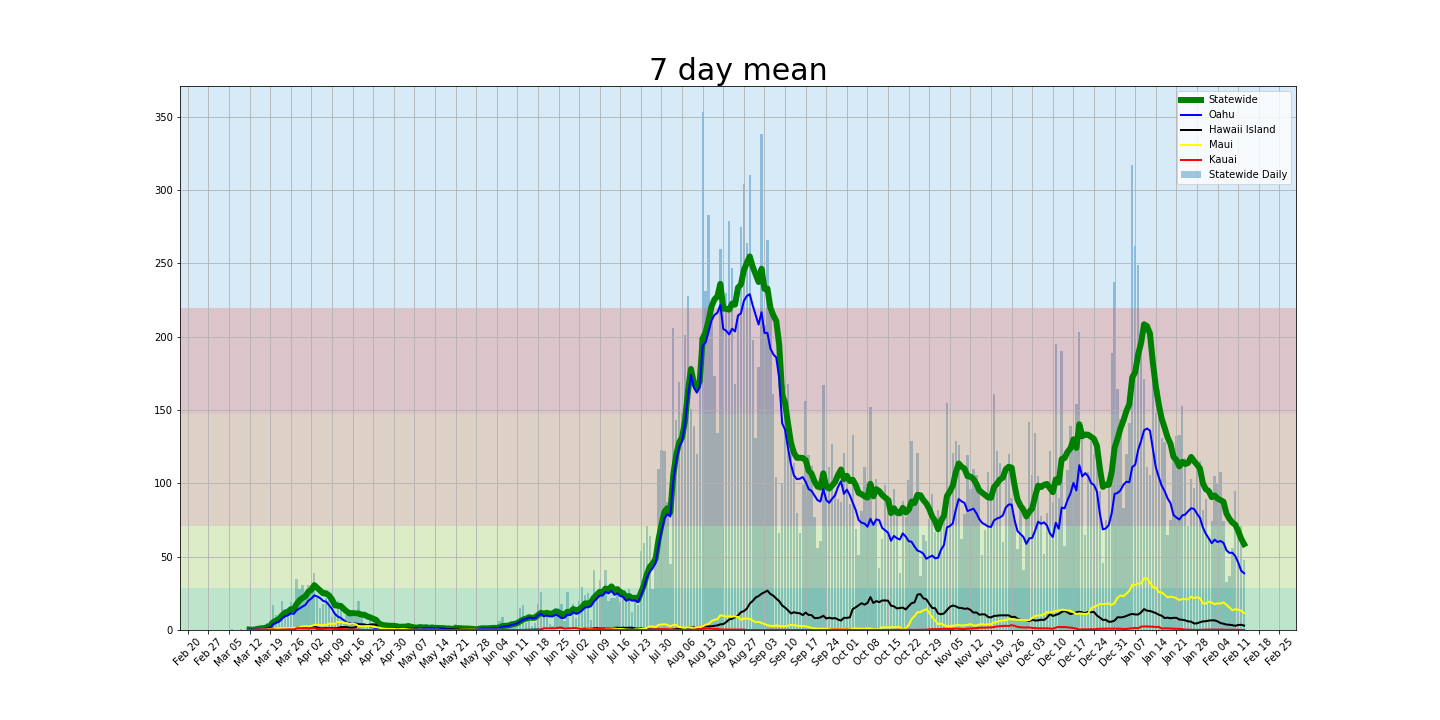 7 day mean
350
300
250
200
150
100
50
0
Statewide
Oahu
Hawaii Island
Maui
Kauai
Statewide Daily
Feb 20
Feb 27
Mar 05
Mar 12
Mar 19
Mar 26
Apr 02
Apr 09
Apr 16
Apr 23
Apr 30
May 07
May 14
May 21
May 28
Jun 04
Jun 11
Jun 18
Jun 25
Jul 02
Jul 09
Jul 16
Jul 23
Jul 30
Aug 06
Aug 13
Aug 20
Aug 27
Sep 03
Sep 10
Sep 17
Sep 24
Oct 01
Oct 08
Oct 15
Oct 22
Oct 29
Nov 05
Nov 12
Nov 19
Nov 26
Dec 03
Dec 10
Dec 17
Dec 24
Dec 31
Jan 07
Jan 14
Jan 21
Jan 28
Feb 04
Feb 11
Feb 18
Feb 25